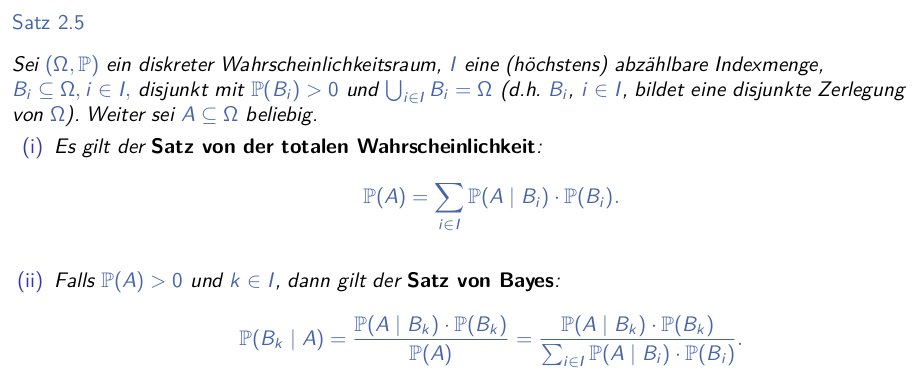 Satz 2.5
Sei (Ω, ℙ) ein diskreter Wahrscheinlichkeitsraum, I eine (höchstens) abzählbare Indexmenge,
B_i ⊆ Ω, i ∈ I, disjunkt mit ℙ(B_i) > 0 und ⋃_{i∈I} B_i = Ω (d.h. B_i, i ∈ I, bildet eine disjunkte Zerlegung
von Ω). Weiter sei A ⊆ Ω beliebig.
(i) Es gilt der Satz von der totalen Wahrscheinlichkeit:
ℙ(A) = ∑_{i∈I} ℙ(A | B_i) · ℙ(B_i).
(ii) Falls ℙ(A) > 0 und k ∈ I, dann gilt der Satz von Bayes:
ℙ(B_k | A) = \frac{ℙ(A | B_k) · ℙ(B_k)}{ℙ(A)} = \frac{ℙ(A | B_k) · ℙ(B_k)}{∑_{i∈I} ℙ(A | B_i) · ℙ(B_i)}.